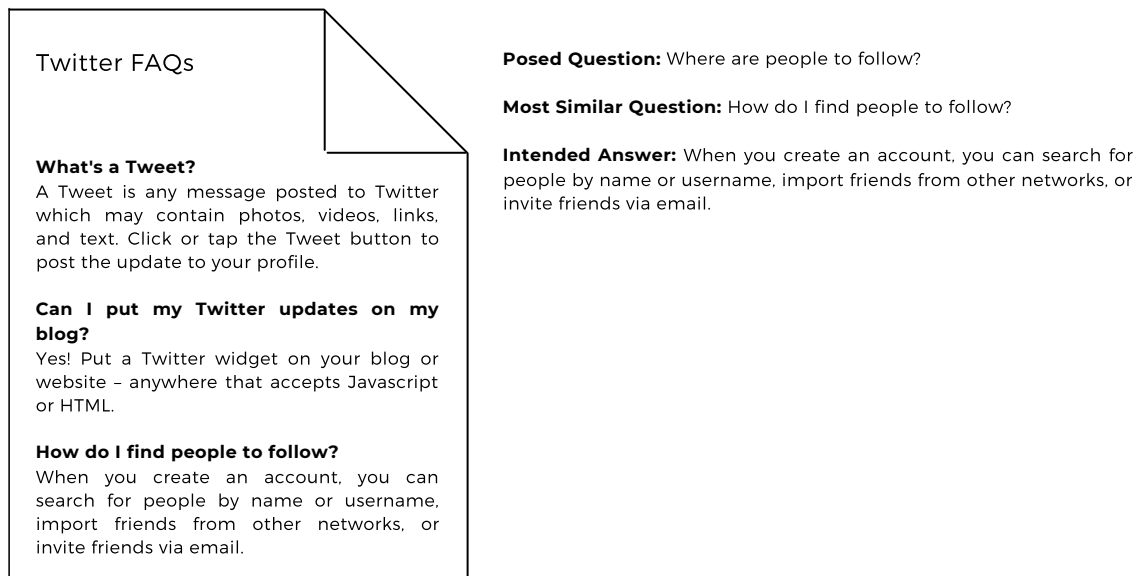 Twitter FAQs
What's a Tweet?
A Tweet is any message posted to Twitter
which may contain photos, videos, links,
and text. Click or tap the Tweet button to
post the update to your profile.
Can I put my Twitter updates on my
blog?
Yes! Put a Twitter widget on your blog or
website – anywhere that accepts Javascript
or HTML.
How do I find people to follow?
When you create an account, you can
search for people by name or username,
import friends from other networks, or
invite friends via email.
Posed Question: Where are people to follow?
Most Similar Question: How do I find people to follow?
Intended Answer: When you create an account, you can search for
people by name or username, import friends from other networks, or
invite friends via email.